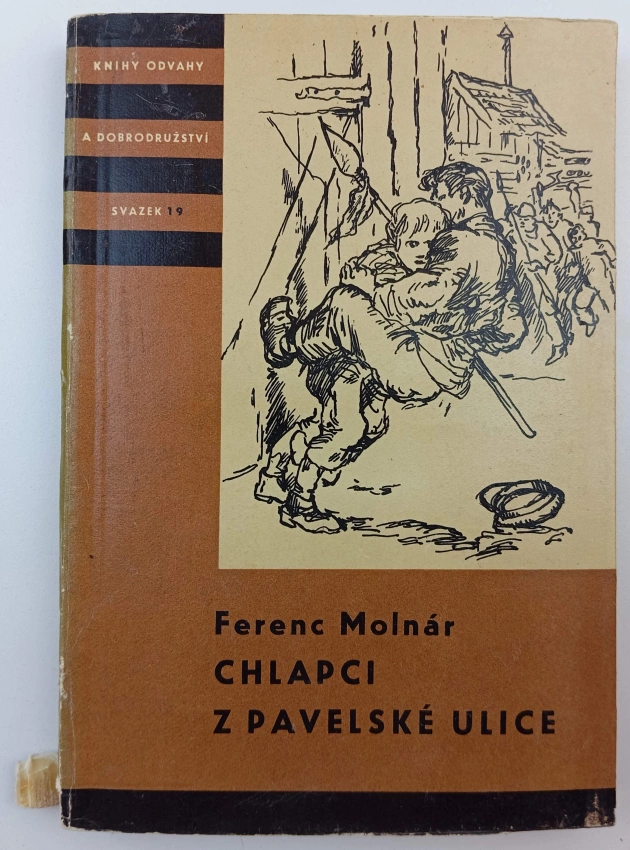 KNIHY ODVAHY
A DOBRODRUŽSTVÍ
SVAZEK 19
Ferenc Molnár
CHLAPCI
Z PAVELSKÉ ULICE